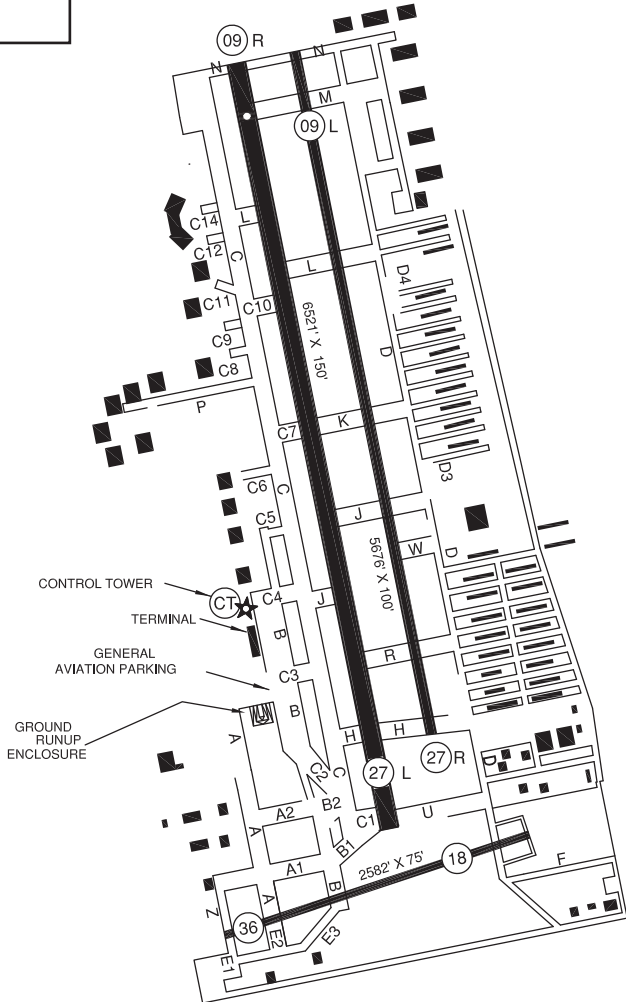 09 R
N
N
M
09 L
C14
L
C12
C
L
D4
C11
C10
6521' X 150'
C9
D
C8
P
K
C7
D3
C6
C
C5
J
5676' X 100'
W
D
CONTROL TOWER
CT
C4
J
TERMINAL
B
R
GENERAL
AVIATION PARKING
C3
B
A
GROUND
RUNUP
ENCLOSURE
H
H
27 R
C2
C
27 L
D
B2
A2
C1
U
A
B1
2582' X 75'
18
F
A1
B
A
Z
36
E2
E3
E1